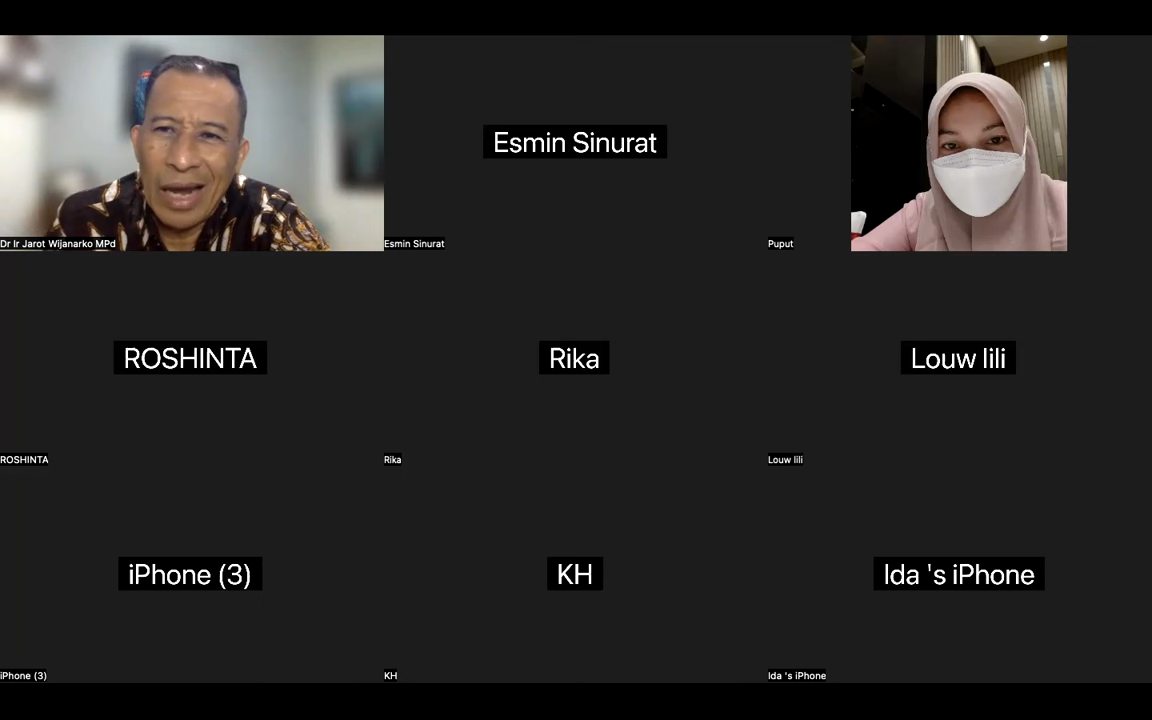 Esmin Sinurat
Dr Ir Jarot Wijanarko MPd
Esmin Sinurat
Puput
ROSHINTA
Rika
Louw lili
ROSHINTA
Rika
Louw lili
iPhone (3)
KH
Ida 's iPhone
iPhone (3)
KH
Ida 's iPhone